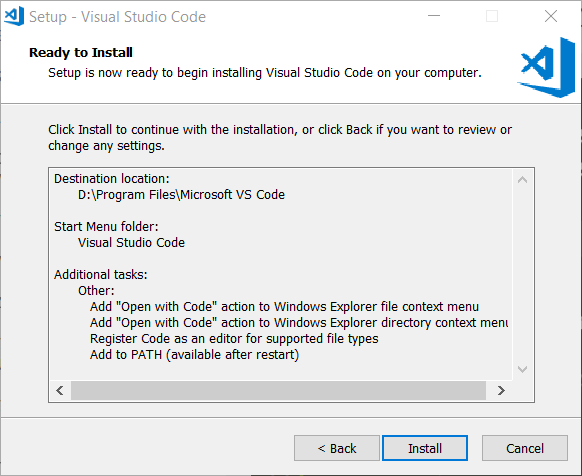 Setup - Visual Studio Code
Ready to Install
Setup is now ready to begin installing Visual Studio Code on your computer.
Click Install to continue with the installation, or click Back if you want to review or
change any settings.
Destination location:
D:\Program Files\Microsoft VS Code
Start Menu folder:
Visual Studio Code
Additional tasks:
Other:
Add "Open with Code" action to Windows Explorer file context menu
Add "Open with Code" action to Windows Explorer directory context menu
Register Code as an editor for supported file types
Add to PATH (available after restart)
< Back
Install
Cancel